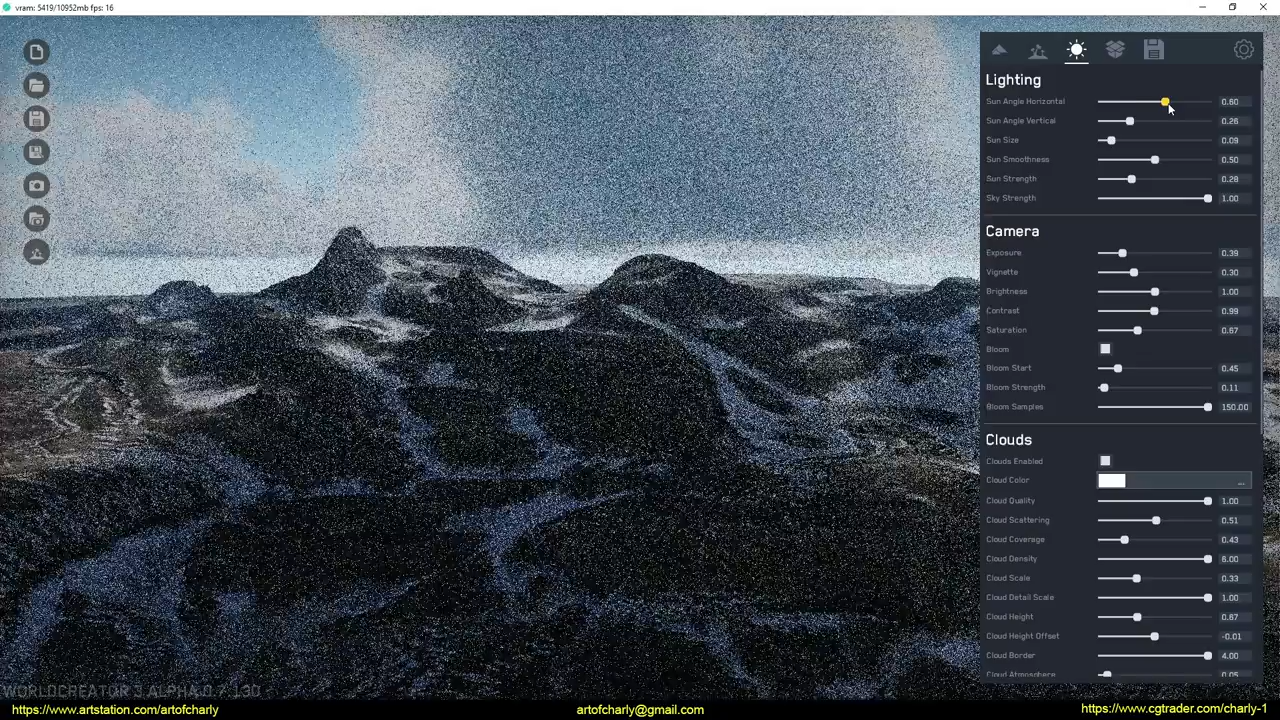 vram: 5419/10952mb fps: 16
Lighting
Sun Angle Horizontal 0.60
Sun Angle Vertical 0.26
Sun Size 0.09
Sun Smoothness 0.50
Sun Strength 0.28
Sky Strength 1.00
Camera
Exposure 0.39
Vignette 0.30
Brightness 1.00
Contrast 0.99
Saturation 0.67
Bloom
Bloom Start 0.45
Bloom Strength 0.11
Bloom Samples 150.00
Clouds
Clouds Enabled
Cloud Color ...
Cloud Quality 1.00
Cloud Scattering 0.51
Cloud Coverage 0.43
Cloud Density 6.00
Cloud Scale 0.33
Cloud Detail Scale 1.00
Cloud Height 0.67
Cloud Height Offset -0.01
Cloud Border 4.00
Cloud Atmosphere 0.05
WORLDCREATOR 3 ALPHA 0.7.130
https://www.artstation.com/artofcharly artofcharly@gmail.com https://www.cgtrader.com/charly-1